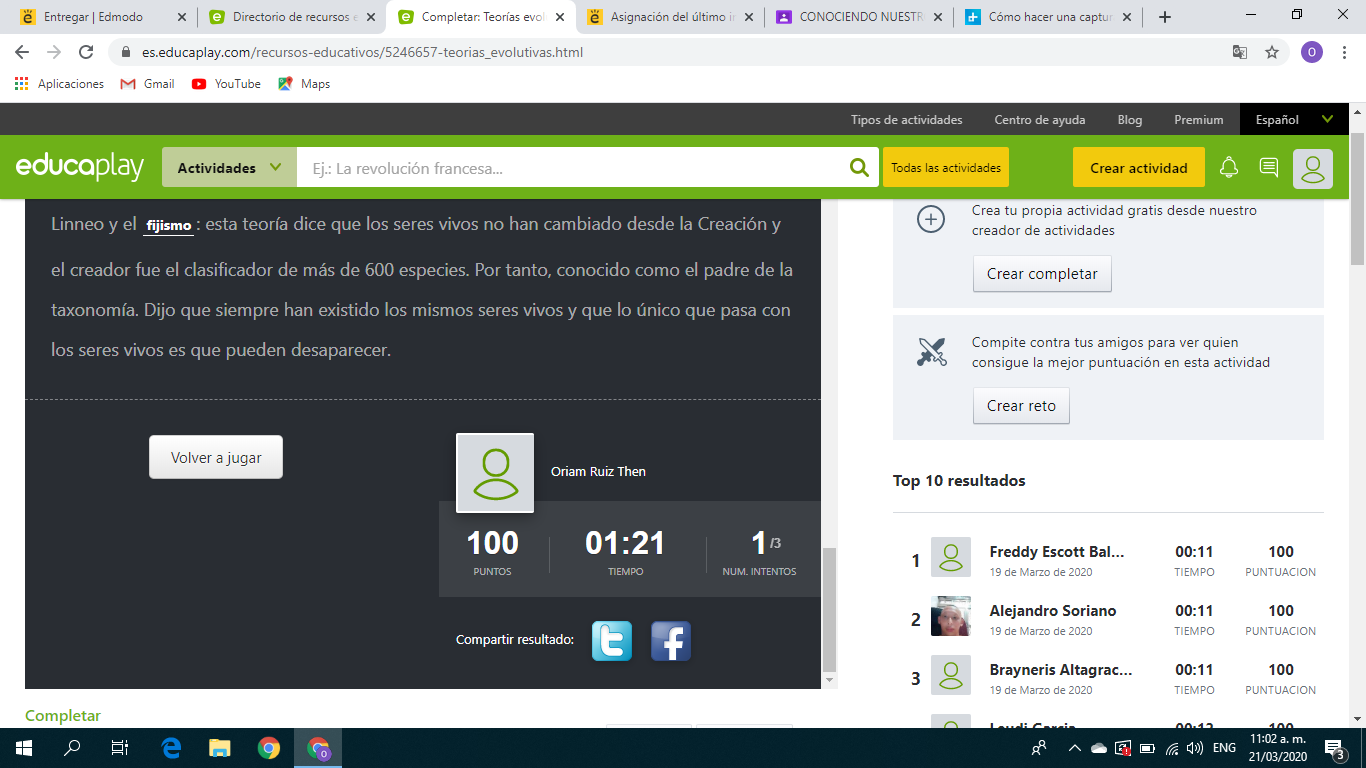 Entregar | Edmodo
Directorio de recursos e
Completar: Teorías evol
Asignación del último in
CONOCIENDO NUESTR
Cómo hacer una captur
es.educaplay.com/recursos-educativos/5246657-teorias_evolutivas.html
O
Aplicaciones
Gmail
YouTube
Maps
Tipos de actividades
Centro de ayuda
Blog
Premium
Español
educaplay
Actividades
Ej.: La revolución francesa...
Todas las actividades
Crear actividad
Linneo y el fijismo : esta teoría dice que los seres vivos no han cambiado desde la Creación y
el creador fue el clasificador de más de 600 especies. Por tanto, conocido como el padre de la
taxonomía. Dijo que siempre han existido los mismos seres vivos y que lo único que pasa con
los seres vivos es que pueden desaparecer.
Volver a jugar
Oriam Ruiz Then
100
PUNTOS
01:21
TIEMPO
1 /3
NUM. INTENTOS
Compartir resultado:
Completar
Crea tu propia actividad gratis desde nuestro
creador de actividades
Crear completar
Compite contra tus amigos para ver quien
consigue la mejor puntuación en esta actividad
Crear reto
Top 10 resultados
1 Freddy Escott Bal... 00:11 100
19 de Marzo de 2020 TIEMPO PUNTUACION
2 Alejandro Soriano 00:11 100
19 de Marzo de 2020 TIEMPO PUNTUACION
3 Brayneris Altagrac... 00:11 100
19 de Marzo de 2020 TIEMPO PUNTUACION
ENG
11:02 a. m.
21/03/2020
3